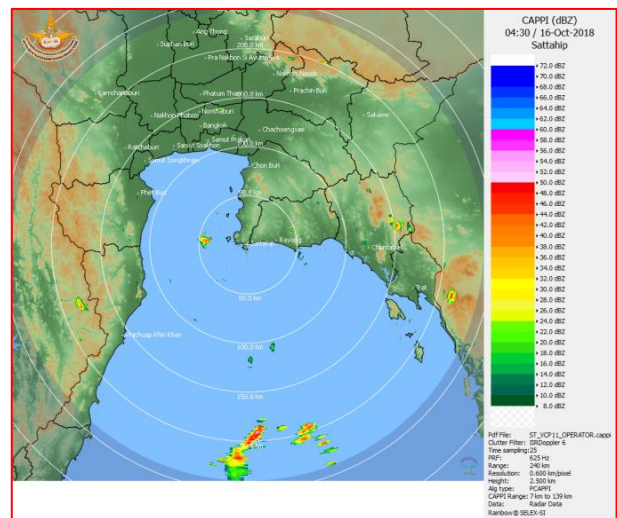 CAPPI (dBZ)
04:30 / 16-Oct-2018
Sattahip
72.0 dBZ
70.0 dBZ
68.0 dBZ
66.0 dBZ
64.0 dBZ
62.0 dBZ
60.0 dBZ
58.0 dBZ
56.0 dBZ
54.0 dBZ
52.0 dBZ
50.0 dBZ
48.0 dBZ
46.0 dBZ
44.0 dBZ
42.0 dBZ
40.0 dBZ
38.0 dBZ
36.0 dBZ
34.0 dBZ
32.0 dBZ
30.0 dBZ
28.0 dBZ
26.0 dBZ
24.0 dBZ
22.0 dBZ
20.0 dBZ
18.0 dBZ
16.0 dBZ
14.0 dBZ
12.0 dBZ
10.0 dBZ
8.0 dBZ
Pdf File: ST_VCP11_OPERATOR.cappi
Clutter Filter: IIRDoppler 6
Time sampling:25
PRF: 625 Hz
Range: 240 km
Resolution: 0.600 km/pixel
Height: 2.500 km
Alg type: PCAPPI
CAPPI Range: 7 km to 139 km
Data: Radar Data
Rainbow® SELEX-SI
Ang Thong
Saraburi
Suphan Buri
200.0 km
Pra Nakhon Si Ayutthaya
Nakhon Nayok
Kanchanaburi
Phatum Thani
Prachin Buri
Nonthaburi
Nakhon Phatom
Sakaew
Bangkok
Chachoengsao
Samut Prakan
Ratchaburi
Samut Sakhon
Samut Songkhram
Chon Buri
Phet Buri
Rayong
Chantaburi
Trat
50.0 km
Prachuap Khiri Khan
100.0 km
150.0 km